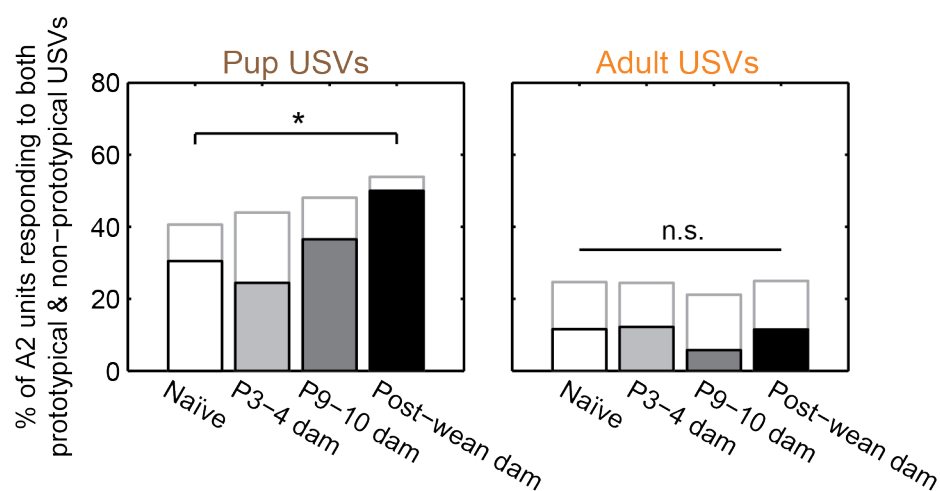 % of A2 units responding to both
prototypical & non−prototypical USVs
Pup USVs
80
60
40
20
0
*
Naïve
P3−4 dam
P9−10 dam
Post−wean dam
Adult USVs
n.s.
Naïve
P3−4 dam
P9−10 dam
Post−wean dam